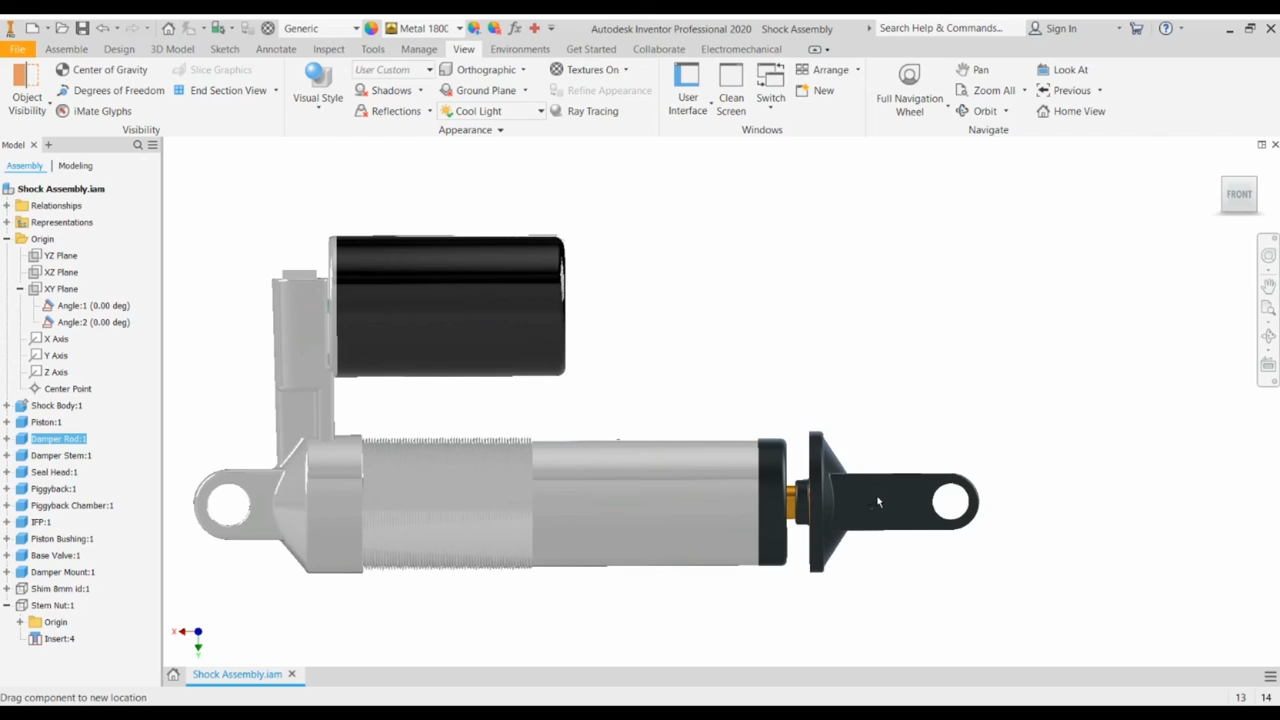 Generic
Metal 1800
Autodesk Inventor Professional 2020 Shock Assembly
Search Help & Commands...
Sign In
File Assembly Design 3D Model Sketch Annotate Inspect Tools Manage View Environments Get Started Collaborate Electromechanical
Object Visibility
Center of Gravity
Degrees of Freedom
iMate Glyphs
Slice Graphics
End Section View
Visibility
Visual Style
User Custom
Shadows
Reflections
Orthographic
Ground Plane
Cool Light
Textures On
Refine Appearance
Ray Tracing
Appearance
User Interface
Clean Screen
Switch
Arrange
New
Windows
Full Navigation Wheel
Pan
Zoom All
Orbit
Look At
Previous
Home View
Navigate
Model
Assembly Modeling
Shock Assembly.iam
Relationships
Representations
Origin
YZ Plane
XZ Plane
XY Plane
Angle:1 (0.00 deg)
Angle:2 (0.00 deg)
X Axis
Y Axis
Z Axis
Center Point
Shock Body:1
Piston:1
Damper Rod:1
Damper Stem:1
Seal Head:1
Piggyback:1
Piggyback Chamber:1
IFP:1
Piston Bushing:1
Base Valve:1
Damper Mount:1
Shim 8mm Id:1
Stem Nut:1
Origin
Insert:4
FRONT
X
Y
Shock Assembly.iam
Drag component to new location
13 14